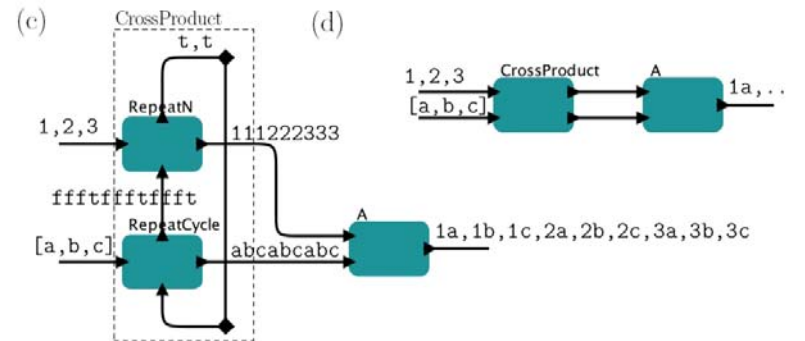 (c)
CrossProduct
t,t
RepeatN
1,2,3
111222333
ffftffftffft
RepeatCycle
[a,b,c]
abcabcabc
A
1a,1b,1c,2a,2b,2c,3a,3b,3c
(d)
CrossProduct
A
1,2,3
[a,b,c]
1a,..